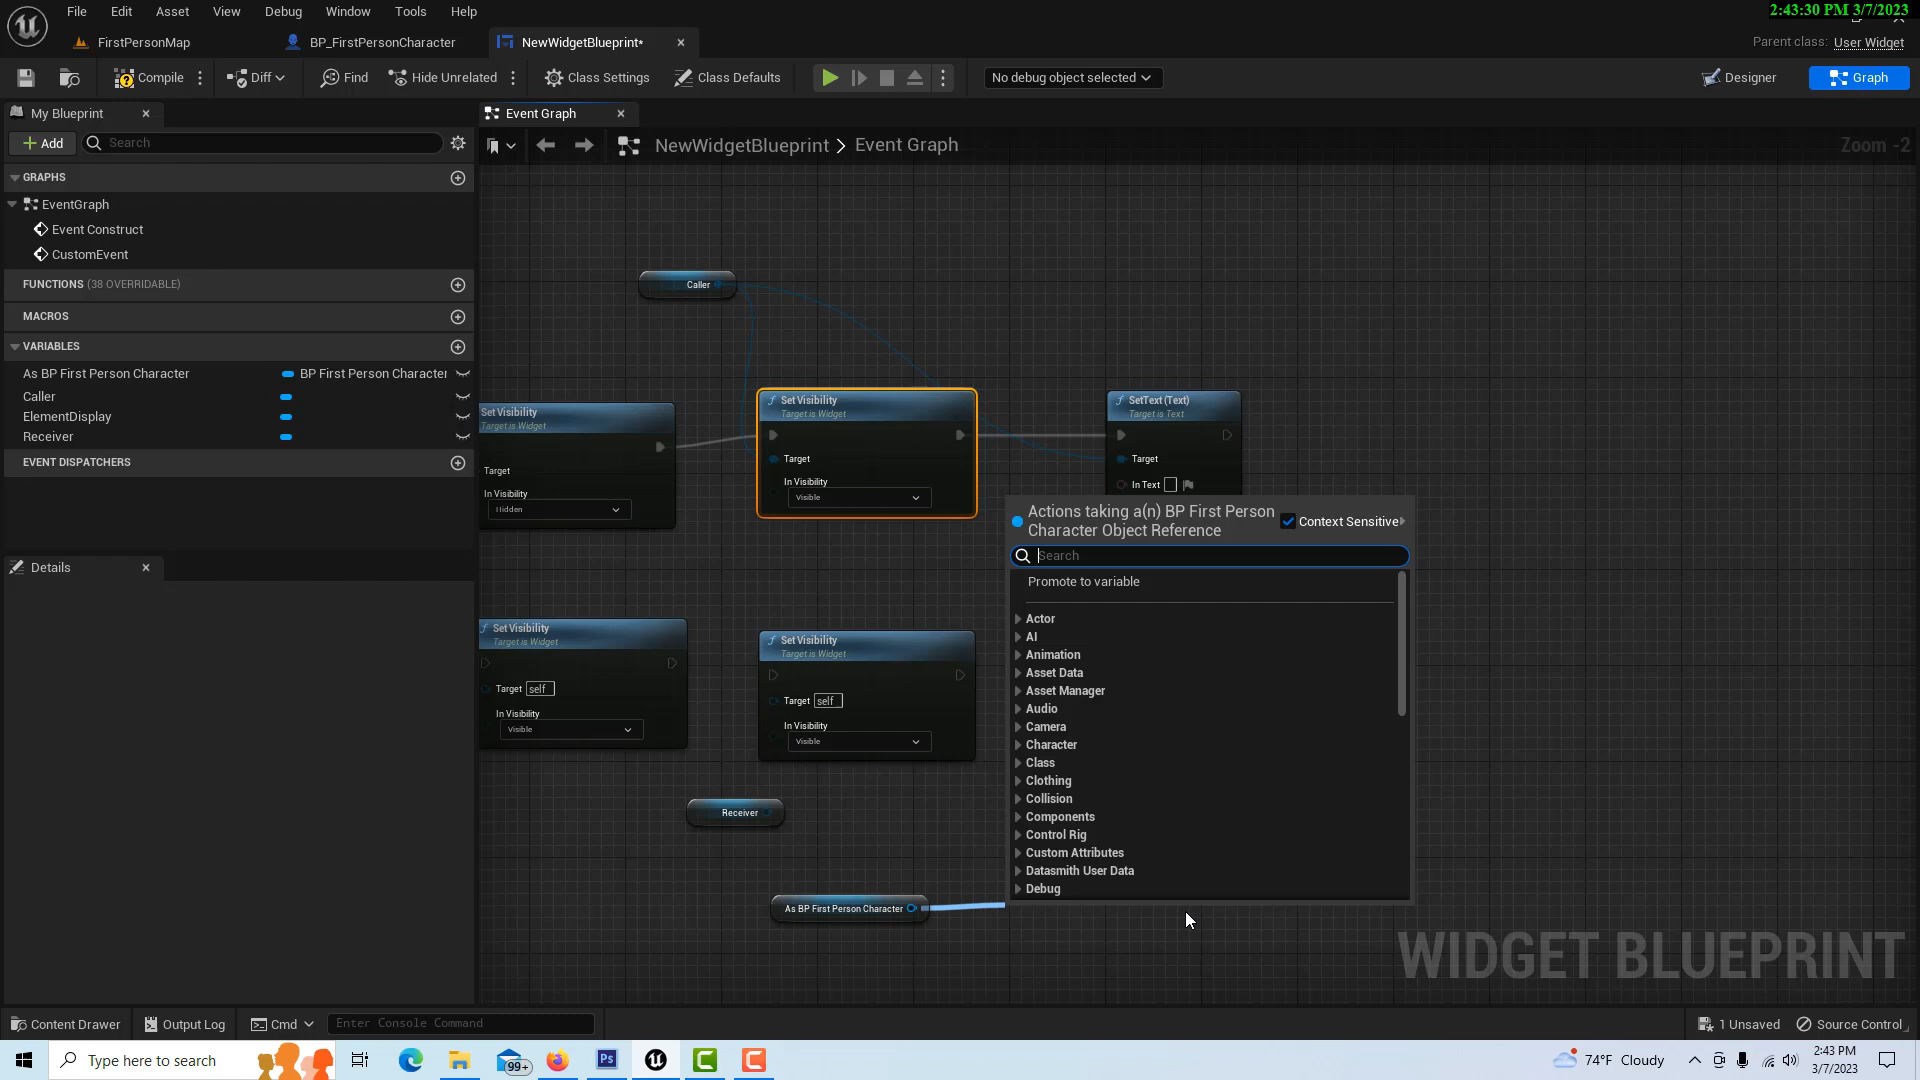 File Edit Asset View Debug Window Tools Help
2:43:30 PM 3/7/2023
FirstPersonMap BP_FirstPersonCharacter NewWidgetBlueprint*
Parent class: User Widget
Compile Diff Find Hide Unrelated Class Settings Class Defaults No debug object selected Designer Graph
My Blueprint
Event Graph
Add Search
NewWidgetBlueprint > Event Graph
Zoom -2
GRAPHS
EventGraph
Event Construct
CustomEvent
FUNCTIONS (38 OVERRIDABLE)
MACROS
VARIABLES
As BP First Person Character BP First Person Character
Caller
ElementDisplay
Receiver
EVENT DISPATCHERS
Details
Caller
Set Visibility
Target is Widget
Target
In Visibility
Hidden
Set Visibility
Target is Widget
Target
In Visibility
Visible
SetText (Text)
Target is Text
Target
In Text
Set Visibility
Target is Widget
Target self
In Visibility
Visible
Set Visibility
Target is Widget
Target self
In Visibility
Visible
Receiver
As BP First Person Character
Actions taking a(n) BP First Person
Character Object Reference
Context Sensitive
Search
Promote to variable
Actor
AI
Animation
Asset Data
Asset Manager
Audio
Camera
Character
Class
Clothing
Collision
Components
Control Rig
Custom Attributes
Datasmith User Data
Debug
WIDGET BLUEPRINT
Content Drawer Output Log Cmd Enter Console Command 1 Unsaved Source Control
Type here to search
99+
Ps
74°F Cloudy
2:43 PM
3/7/2023